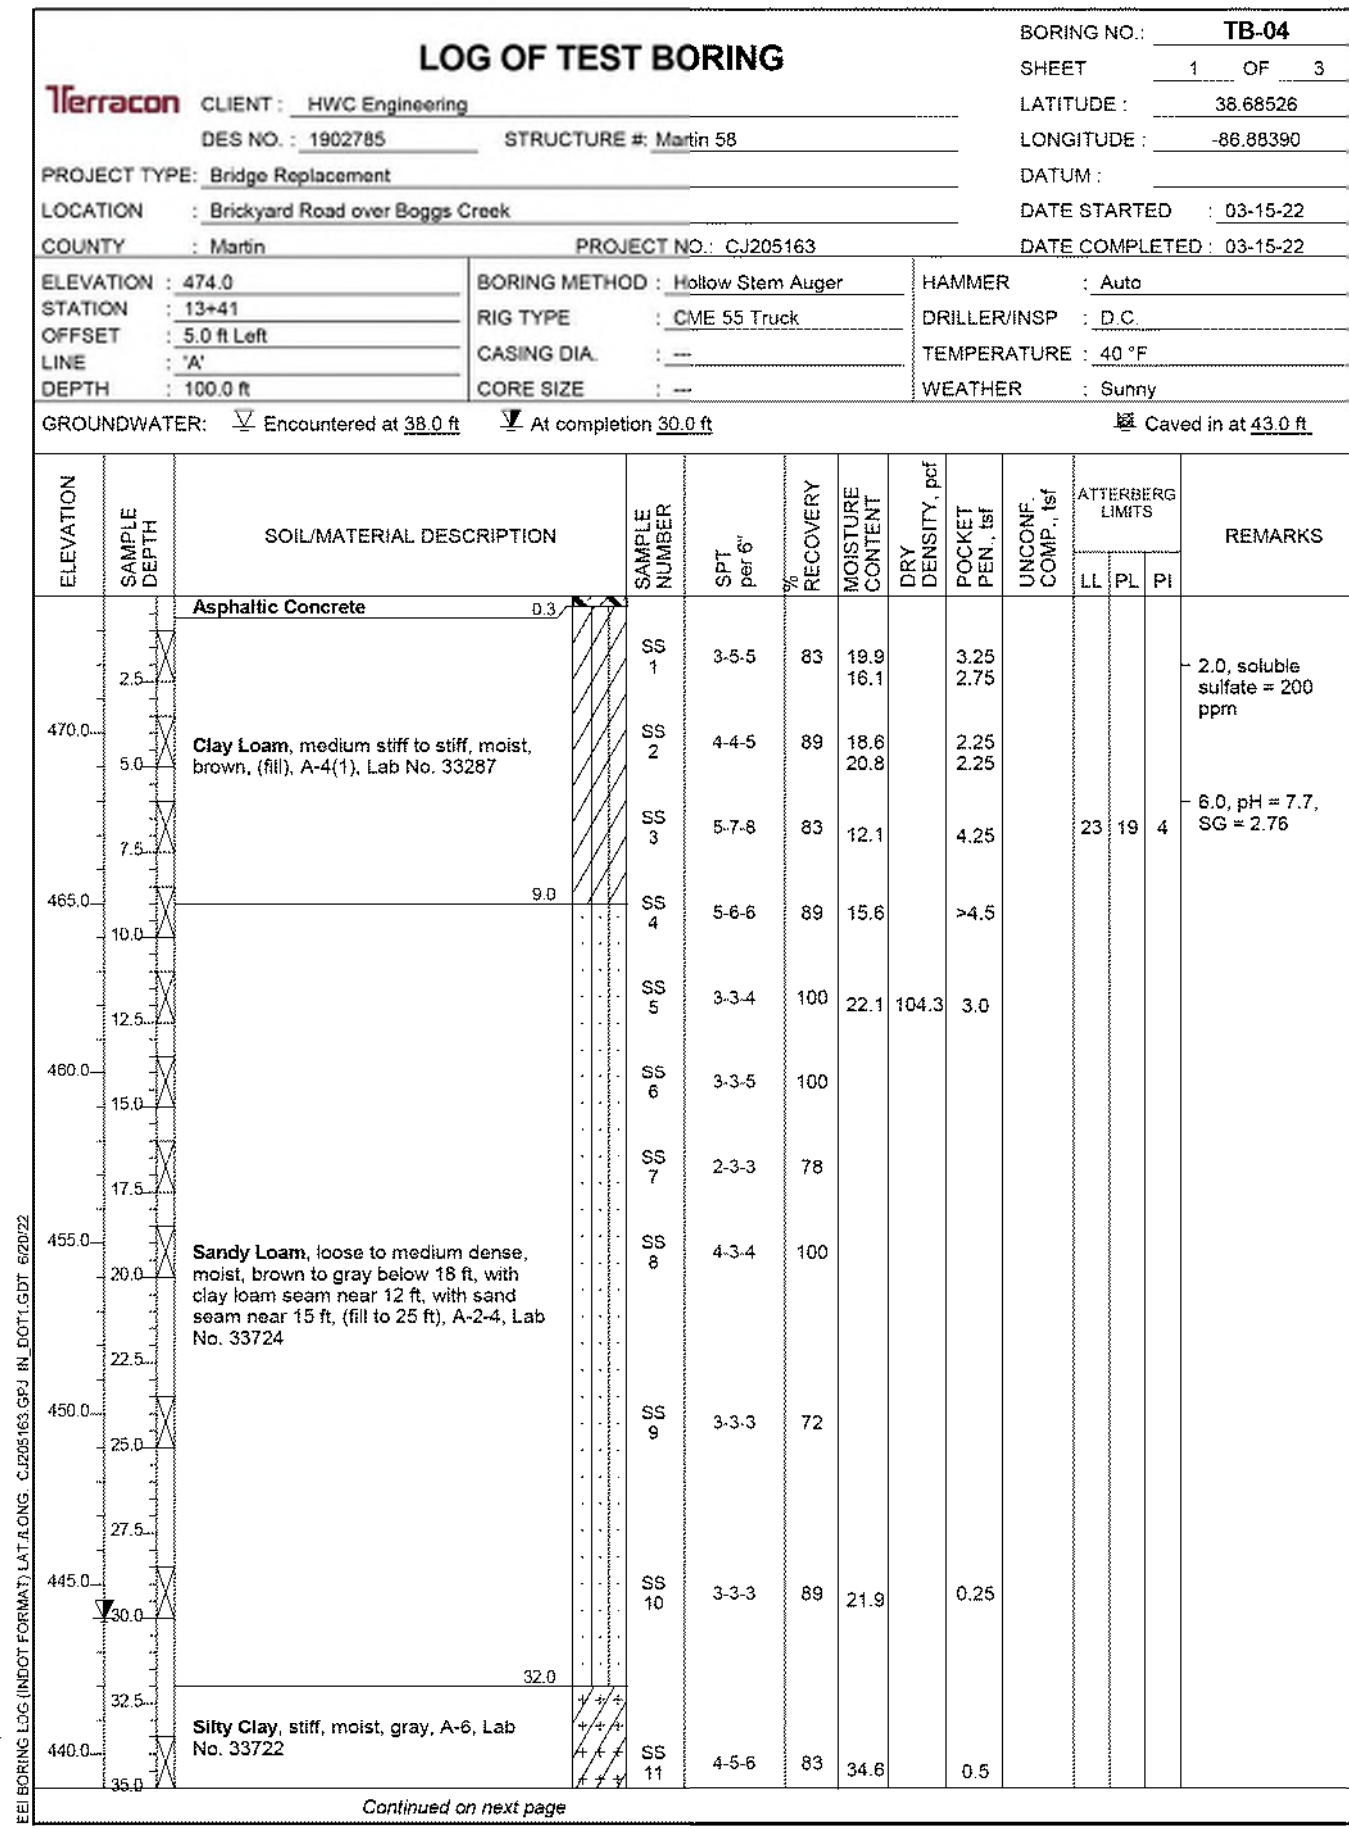 LOG OF TEST BORING
BORING NO.: TB-04
SHEET 1 OF 3
Terracon CLIENT : HWC Engineering
LATITUDE : 38.68526
DES NO. : 1902785 STRUCTURE #: Martin 58
LONGITUDE : -86.88390
PROJECT TYPE: Bridge Replacement
DATUM :
LOCATION : Brickyard Road over Boggs Creek
DATE STARTED : 03-15-22
COUNTY : Martin PROJECT NO.: CJ205163
DATE COMPLETED : 03-15-22
ELEVATION : 474.0
STATION : 13+41
OFFSET : 5.0 ft Left
LINE : 'A'
DEPTH : 100.0 ft
BORING METHOD : Hollow Stem Auger
RIG TYPE : CME 55 Truck
CASING DIA. : ---
CORE SIZE : ---
HAMMER : Auto
DRILLER/INSP : D.C.
TEMPERATURE : 40 °F
WEATHER : Sunny
GROUNDWATER: Encountered at 38.0 ft At completion 30.0 ft Caved in at 43.0 ft
ELEVATION
SAMPLE DEPTH
SOIL/MATERIAL DESCRIPTION
SAMPLE NUMBER
SPT per 6"
% RECOVERY
MOISTURE CONTENT
DRY DENSITY, pcf
POCKET PEN., tsf
UNCONF. COMP., tsf
ATTERBERG LIMITS
LL PL PI
REMARKS
Asphaltic Concrete 0.3
SS 1 3-5-5 83 19.9 3.25
16.1 2.75
2.0, soluble
sulfate = 200
ppm
2.5
470.0
Clay Loam, medium stiff to stiff, moist,
brown, (fill), A-4(1), Lab No. 33287
SS 2 4-4-5 89 18.6 2.25
20.8 2.25
5.0
6.0, pH = 7.7,
SG = 2.76
SS 3 5-7-8 83 12.1 4.25 23 19 4
7.5
465.0
9.0
SS 4 5-6-6 89 15.6 >4.5
10.0
SS 5 3-3-4 100 22.1 104.3 3.0
12.5
460.0
SS 6 3-3-5 100
15.0
SS 7 2-3-3 78
17.5
455.0
SS 8 4-3-4 100
Sandy Loam, loose to medium dense,
moist, brown to gray below 18 ft, with
clay loam seam near 12 ft, with sand
seam near 15 ft, (fill to 25 ft), A-2-4, Lab
No. 33724
20.0
22.5
450.0
SS 9 3-3-3 72
25.0
27.5
445.0
SS 10 3-3-3 89 21.9 0.25
30.0
32.0
32.5
Silty Clay, stiff, moist, gray, A-6, Lab
No. 33722
440.0
SS 11 4-5-6 83 34.6 0.5
35.0
Continued on next page
EEI BORING LOG (INDOT FORMAT) LAT./LONG. CJ205163.GPJ IN_DOT1.GDT 6/20/22